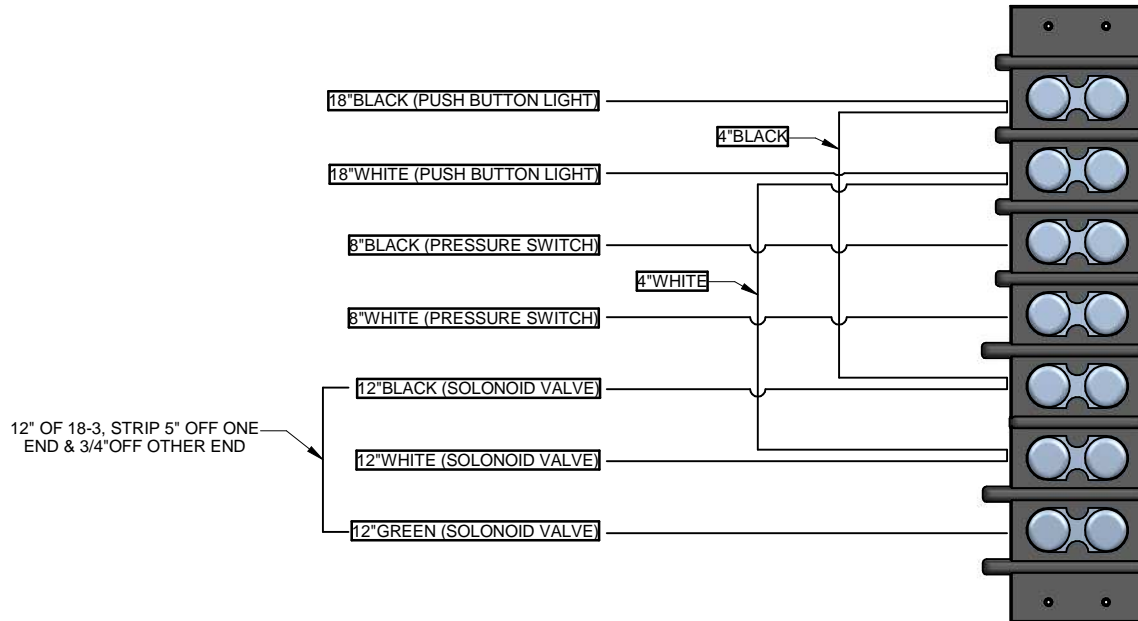 18"BLACK (PUSH BUTTON LIGHT)
4"BLACK
18"WHITE (PUSH BUTTON LIGHT)
8"BLACK (PRESSURE SWITCH)
4"WHITE
8"WHITE (PRESSURE SWITCH)
12"BLACK (SOLONOID VALVE)
12" OF 18-3, STRIP 5" OFF ONE
END & 3/4"OFF OTHER END
12"WHITE (SOLONOID VALVE)
12"GREEN (SOLONOID VALVE)